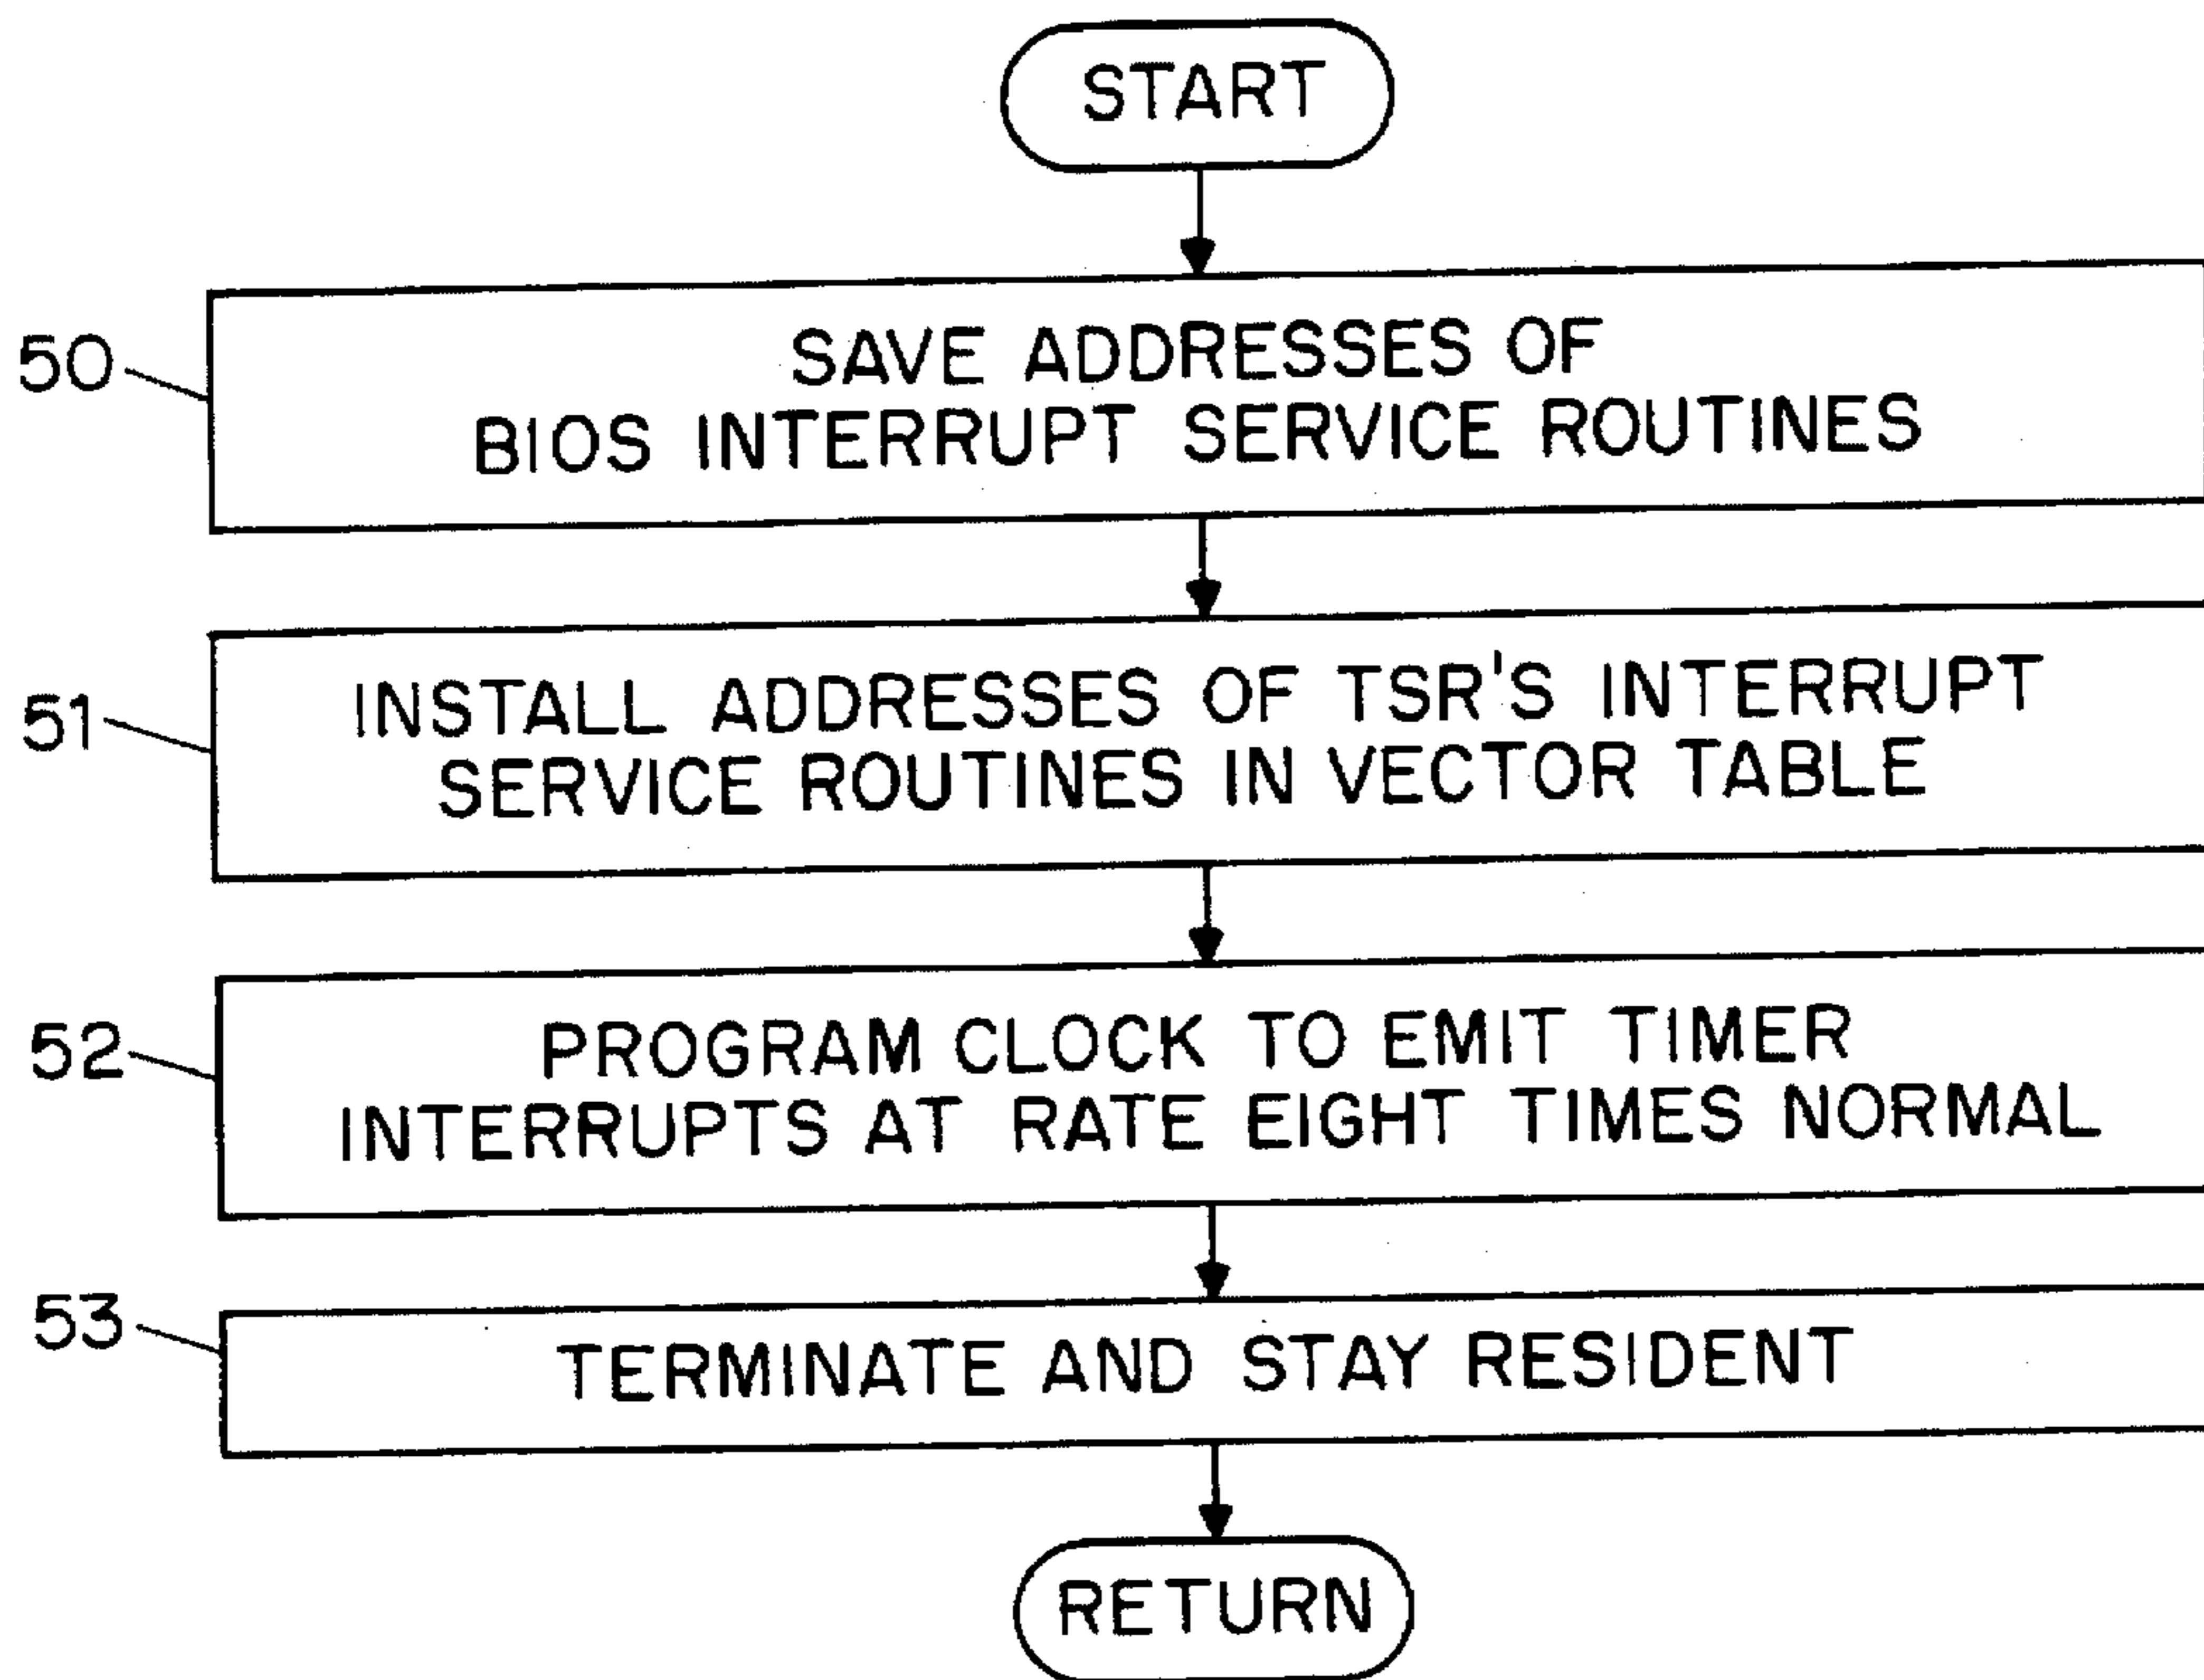 START
50
SAVE ADDRESSES OF
BIOS INTERRUPT SERVICE ROUTINES
51
INSTALL ADDRESSES OF TSR'S INTERRUPT
SERVICE ROUTINES IN VECTOR TABLE
52
PROGRAM CLOCK TO EMIT TIMER
INTERRUPTS AT RATE EIGHT TIMES NORMAL
53
TERMINATE AND STAY RESIDENT
RETURN